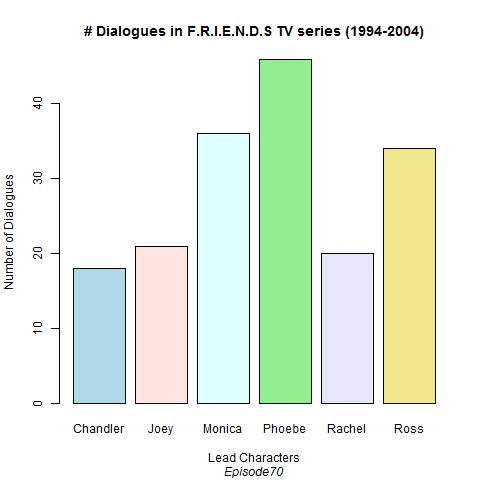 # Dialogues in F.R.I.E.N.D.S TV series (1994-2004)
Number of Dialogues
40
30
20
10
0
Chandler Joey Monica Phoebe Rachel Ross
Lead Characters
Episode70